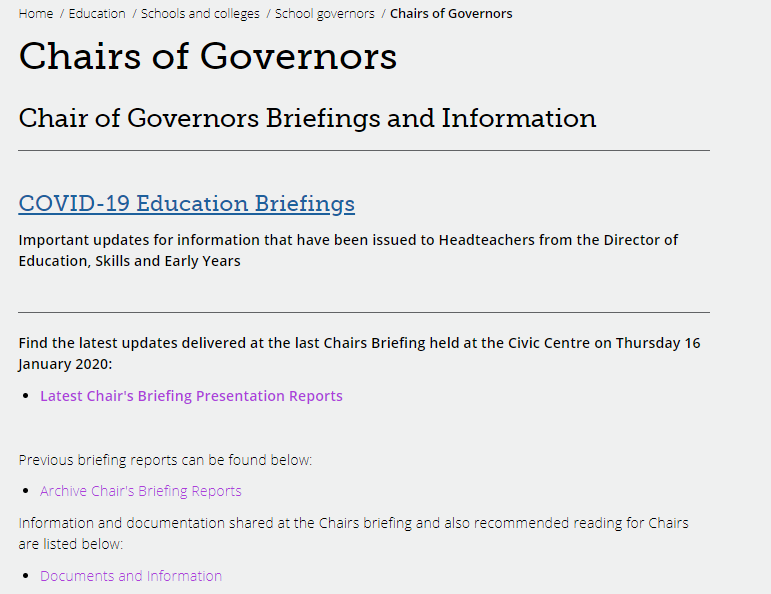 Home / Education / Schools and colleges / School governors / Chairs of Governors
Chairs of Governors
Chair of Governors Briefings and Information
COVID-19 Education Briefings
Important updates for information that have been issued to Headteachers from the Director of
Education, Skills and Early Years
Find the latest updates delivered at the last Chairs Briefing held at the Civic Centre on Thursday 16
January 2020:
• Latest Chair's Briefing Presentation Reports
Previous briefing reports can be found below:
• Archive Chair's Briefing Reports
Information and documentation shared at the Chairs briefing and also recommended reading for Chairs
are listed below:
• Documents and Information